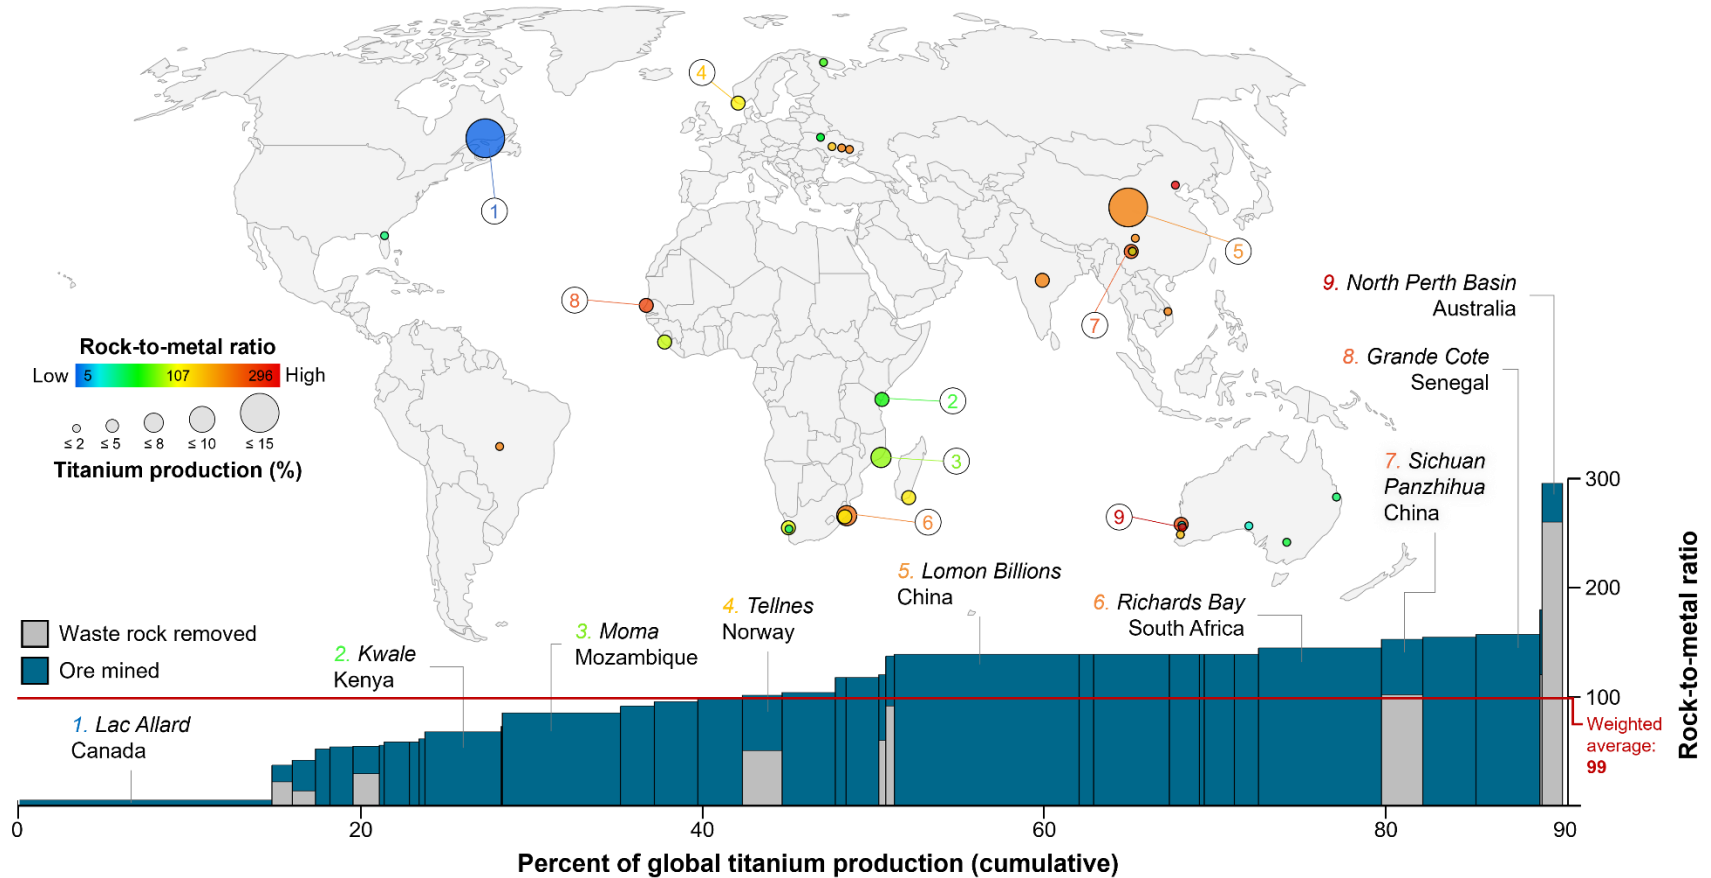 4
1
5
8
7
2
3
6
9
9. North Perth Basin
Australia
8. Grande Cote
Senegal
7. Sichuan
Panzhihua
China
Rock-to-metal ratio
Low 5 107 296 High
≤ 2 ≤ 5 ≤ 8 ≤ 10 ≤ 15
Titanium production (%)
5. Lomon Billions
China
6. Richards Bay
South Africa
4. Tellnes
Norway
3. Moma
Mozambique
2. Kwale
Kenya
1. Lac Allard
Canada
Waste rock removed
Ore mined
300
200
100
Rock-to-metal ratio
Weighted
average:
99
0 20 40 60 80 90
Percent of global titanium production (cumulative)